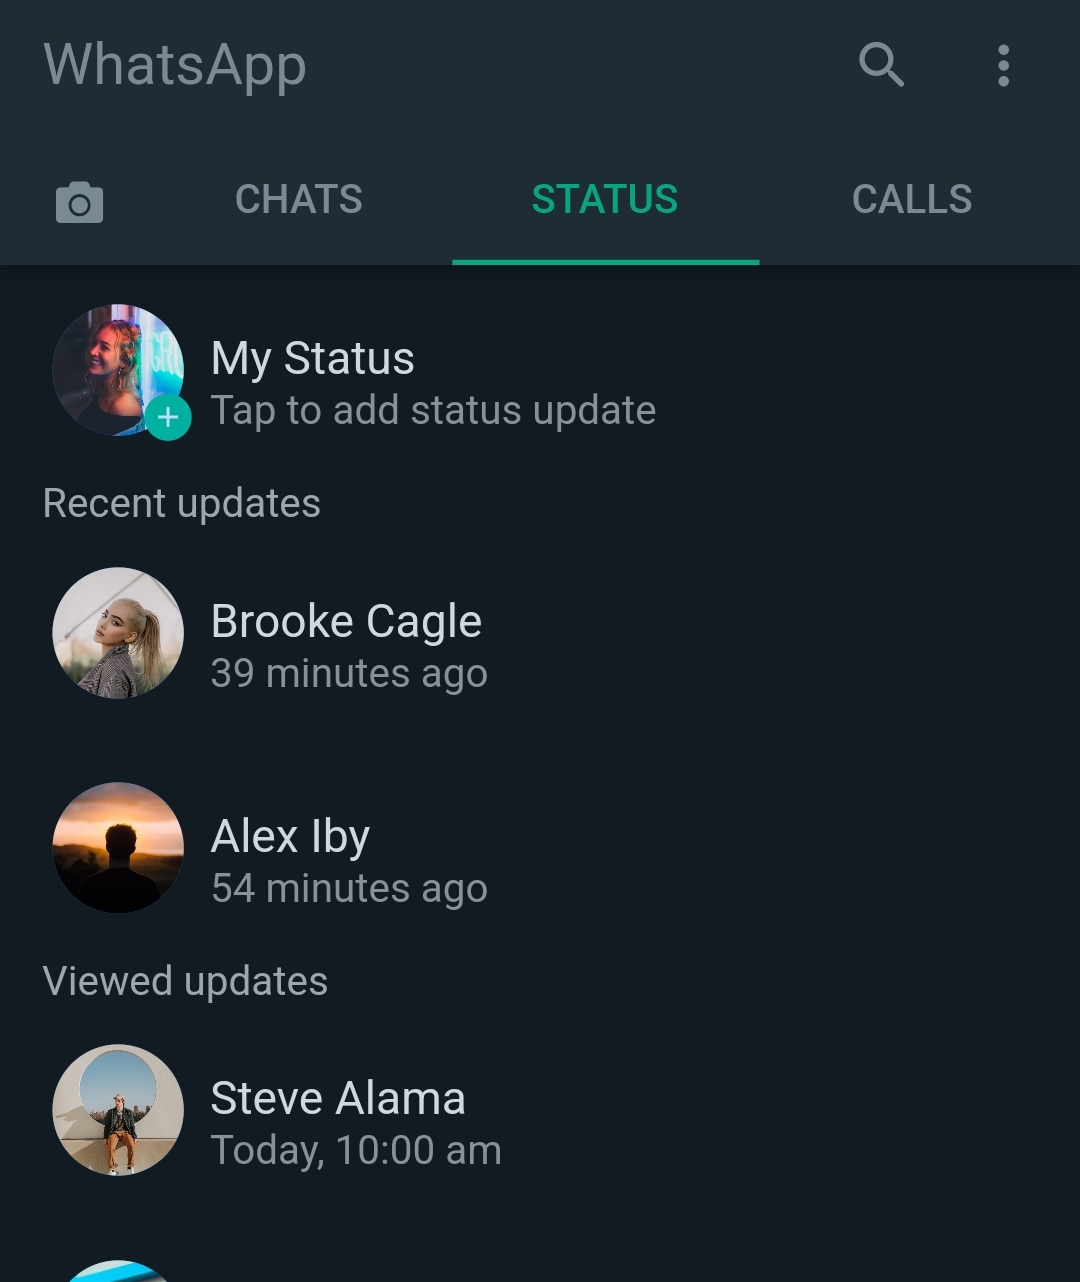 WhatsApp
CHATS
STATUS
CALLS
My Status
Tap to add status update
Recent updates
Brooke Cagle
39 minutes ago
Alex Iby
54 minutes ago
Viewed updates
Steve Alama
Today, 10:00 am